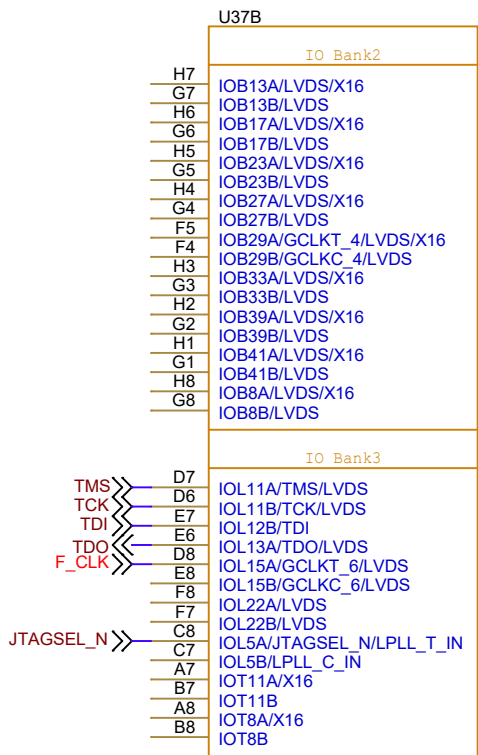 U37B
IO Bank2
H7 IOB13A/LVDS/X16
G7 IOB13B/LVDS
H6 IOB17A/LVDS/X16
G6 IOB17B/LVDS
H5 IOB23A/LVDS/X16
G5 IOB23B/LVDS
H4 IOB27A/LVDS/X16
G4 IOB27B/LVDS
F5 IOB29A/GCLKT_4/LVDS/X16
F4 IOB29B/GCLKC_4/LVDS
H3 IOB33A/LVDS/X16
G3 IOB33B/LVDS
H2 IOB39A/LVDS/X16
G2 IOB39B/LVDS
H1 IOB41A/LVDS/X16
G1 IOB41B/LVDS
H8 IOB8A/LVDS/X16
G8 IOB8B/LVDS
IO Bank3
TMS D7 IOL11A/TMS/LVDS
TCK D6 IOL11B/TCK/LVDS
TDI E7 IOL12B/TDI
TDO E6 IOL13A/TDO/LVDS
F_CLK D8 IOL15A/GCLKT_6/LVDS
E8 IOL15B/GCLKC_6/LVDS
F8 IOL22A/LVDS
F7 IOL22B/LVDS
JTAGSEL_N C8 IOL5A/JTAGSEL_N/LPLL_T_IN
C7 IOL5B/LPLL_C_IN
A7 IOT11A/X16
B7 IOT11B
A8 IOT8A/X16
B8 IOT8B